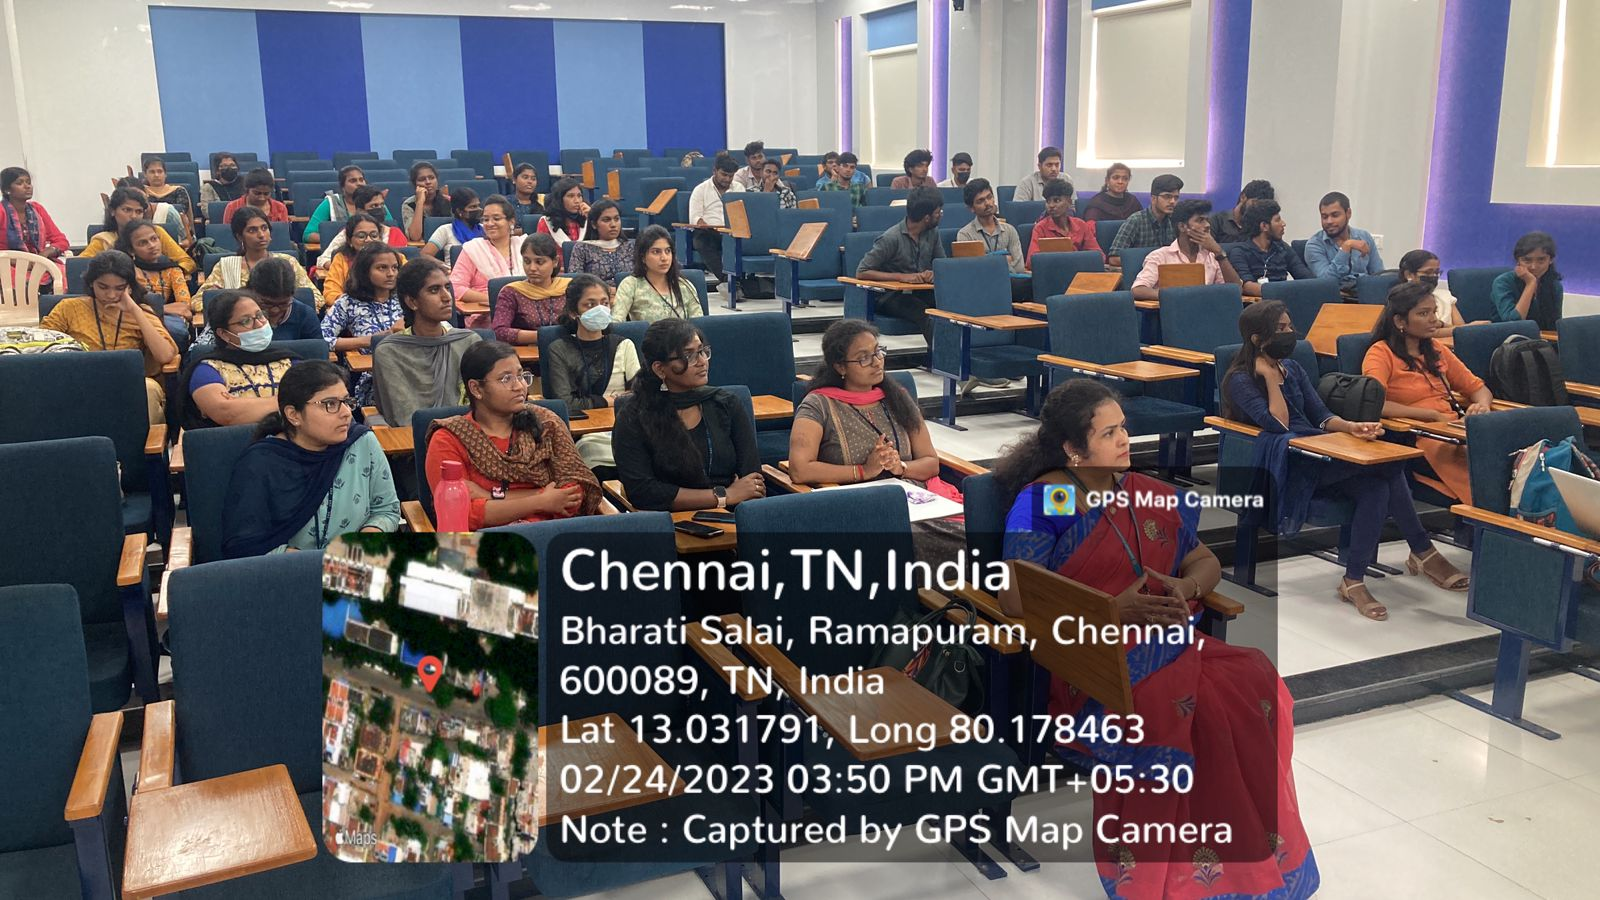 GPS Map Camera
Chennai,TN,India
Bharati Salai, Ramapuram, Chennai,
600089, TN, India
Lat 13.031791, Long 80.178463
02/24/2023 03:50 PM GMT+05:30
Note : Captured by GPS Map Camera
Maps